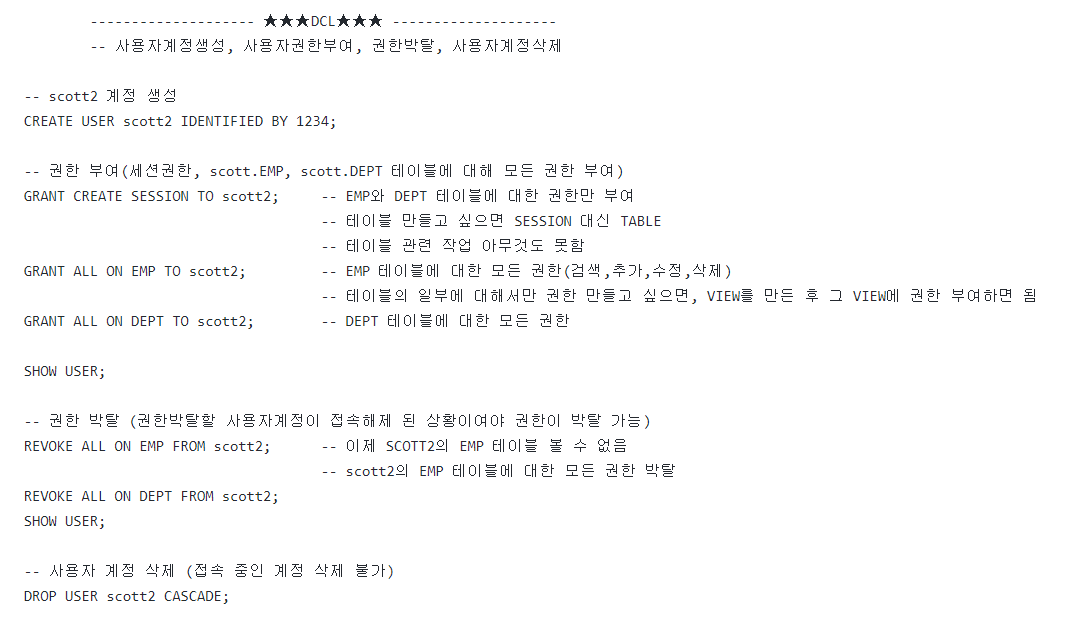 -------------------- ★★★DCL★★★ --------------------
-- 사용자계정생성, 사용자권한부여, 권한박탈, 사용자계정삭제
-- scott2 계정 생성
CREATE USER scott2 IDENTIFIED BY 1234;
-- 권한 부여(세션권한, scott.EMP, scott.DEPT 테이블에 대해 모든 권한 부여)
GRANT CREATE SESSION TO scott2; -- EMP와 DEPT 테이블에 대한 권한만 부여
-- 테이블 만들고 싶으면 SESSION 대신 TABLE
-- 테이블 관련 작업 아무것도 못함
GRANT ALL ON EMP TO scott2; -- EMP 테이블에 대한 모든 권한(검색,추가,수정,삭제)
-- 테이블의 일부에 대해서만 권한 만들고 싶으면, VIEW를 만든 후 그 VIEW에 권한 부여하면 됨
GRANT ALL ON DEPT TO scott2; -- DEPT 테이블에 대한 모든 권한
SHOW USER;
-- 권한 박탈 (권한박탈할 사용자계정이 접속해제 된 상황이여야 권한이 박탈 가능)
REVOKE ALL ON EMP FROM scott2; -- 이제 SCOTT2의 EMP 테이블 볼 수 없음
-- scott2의 EMP 테이블에 대한 모든 권한 박탈
REVOKE ALL ON DEPT FROM scott2;
SHOW USER;
-- 사용자 계정 삭제 (접속 중인 계정 삭제 불가)
DROP USER scott2 CASCADE;